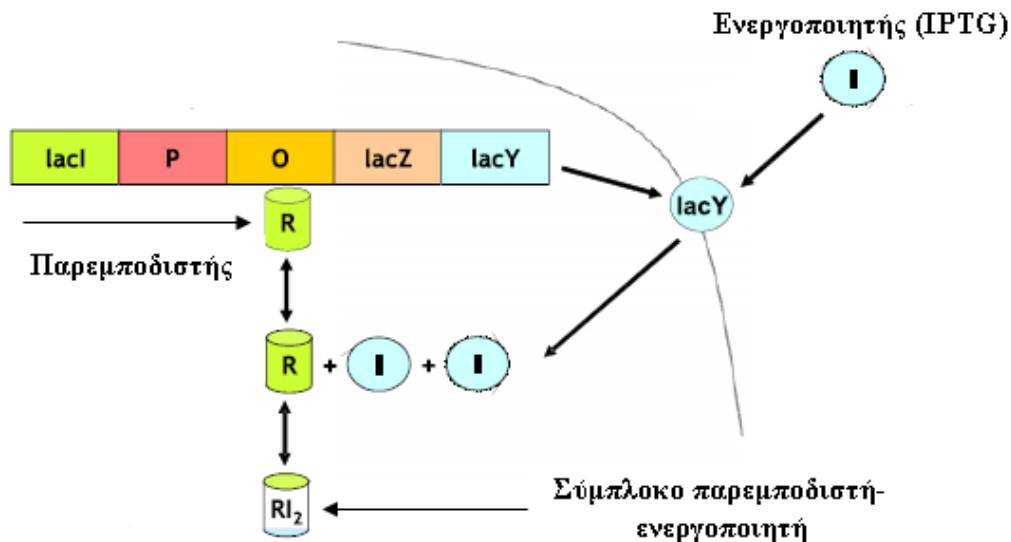 Ενεργοποιητής (IPTG)
I
lacI P O lacZ lacY
lacY
R
Παρεμποδιστής
R + I + I
RI₂
Σύμπλοκο παρεμποδιστή-
ενεργοποιητή